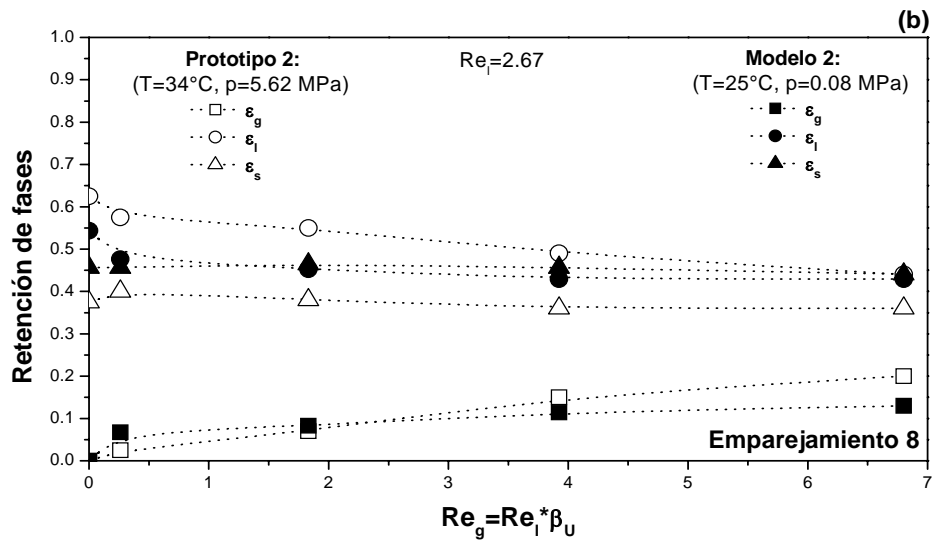 (b)
Prototipo 2:
(T=34°C, p=5.62 MPa)
ε_g
ε_l
ε_s
Re_l=2.67
Modelo 2:
(T=25°C, p=0.08 MPa)
ε_g
ε_l
ε_s
Retención de fases
1.0
0.9
0.8
0.7
0.6
0.5
0.4
0.3
0.2
0.1
0.0
Emparejamiento 8
0 1 2 3 4 5 6 7
Re_g=Re_l*β_U